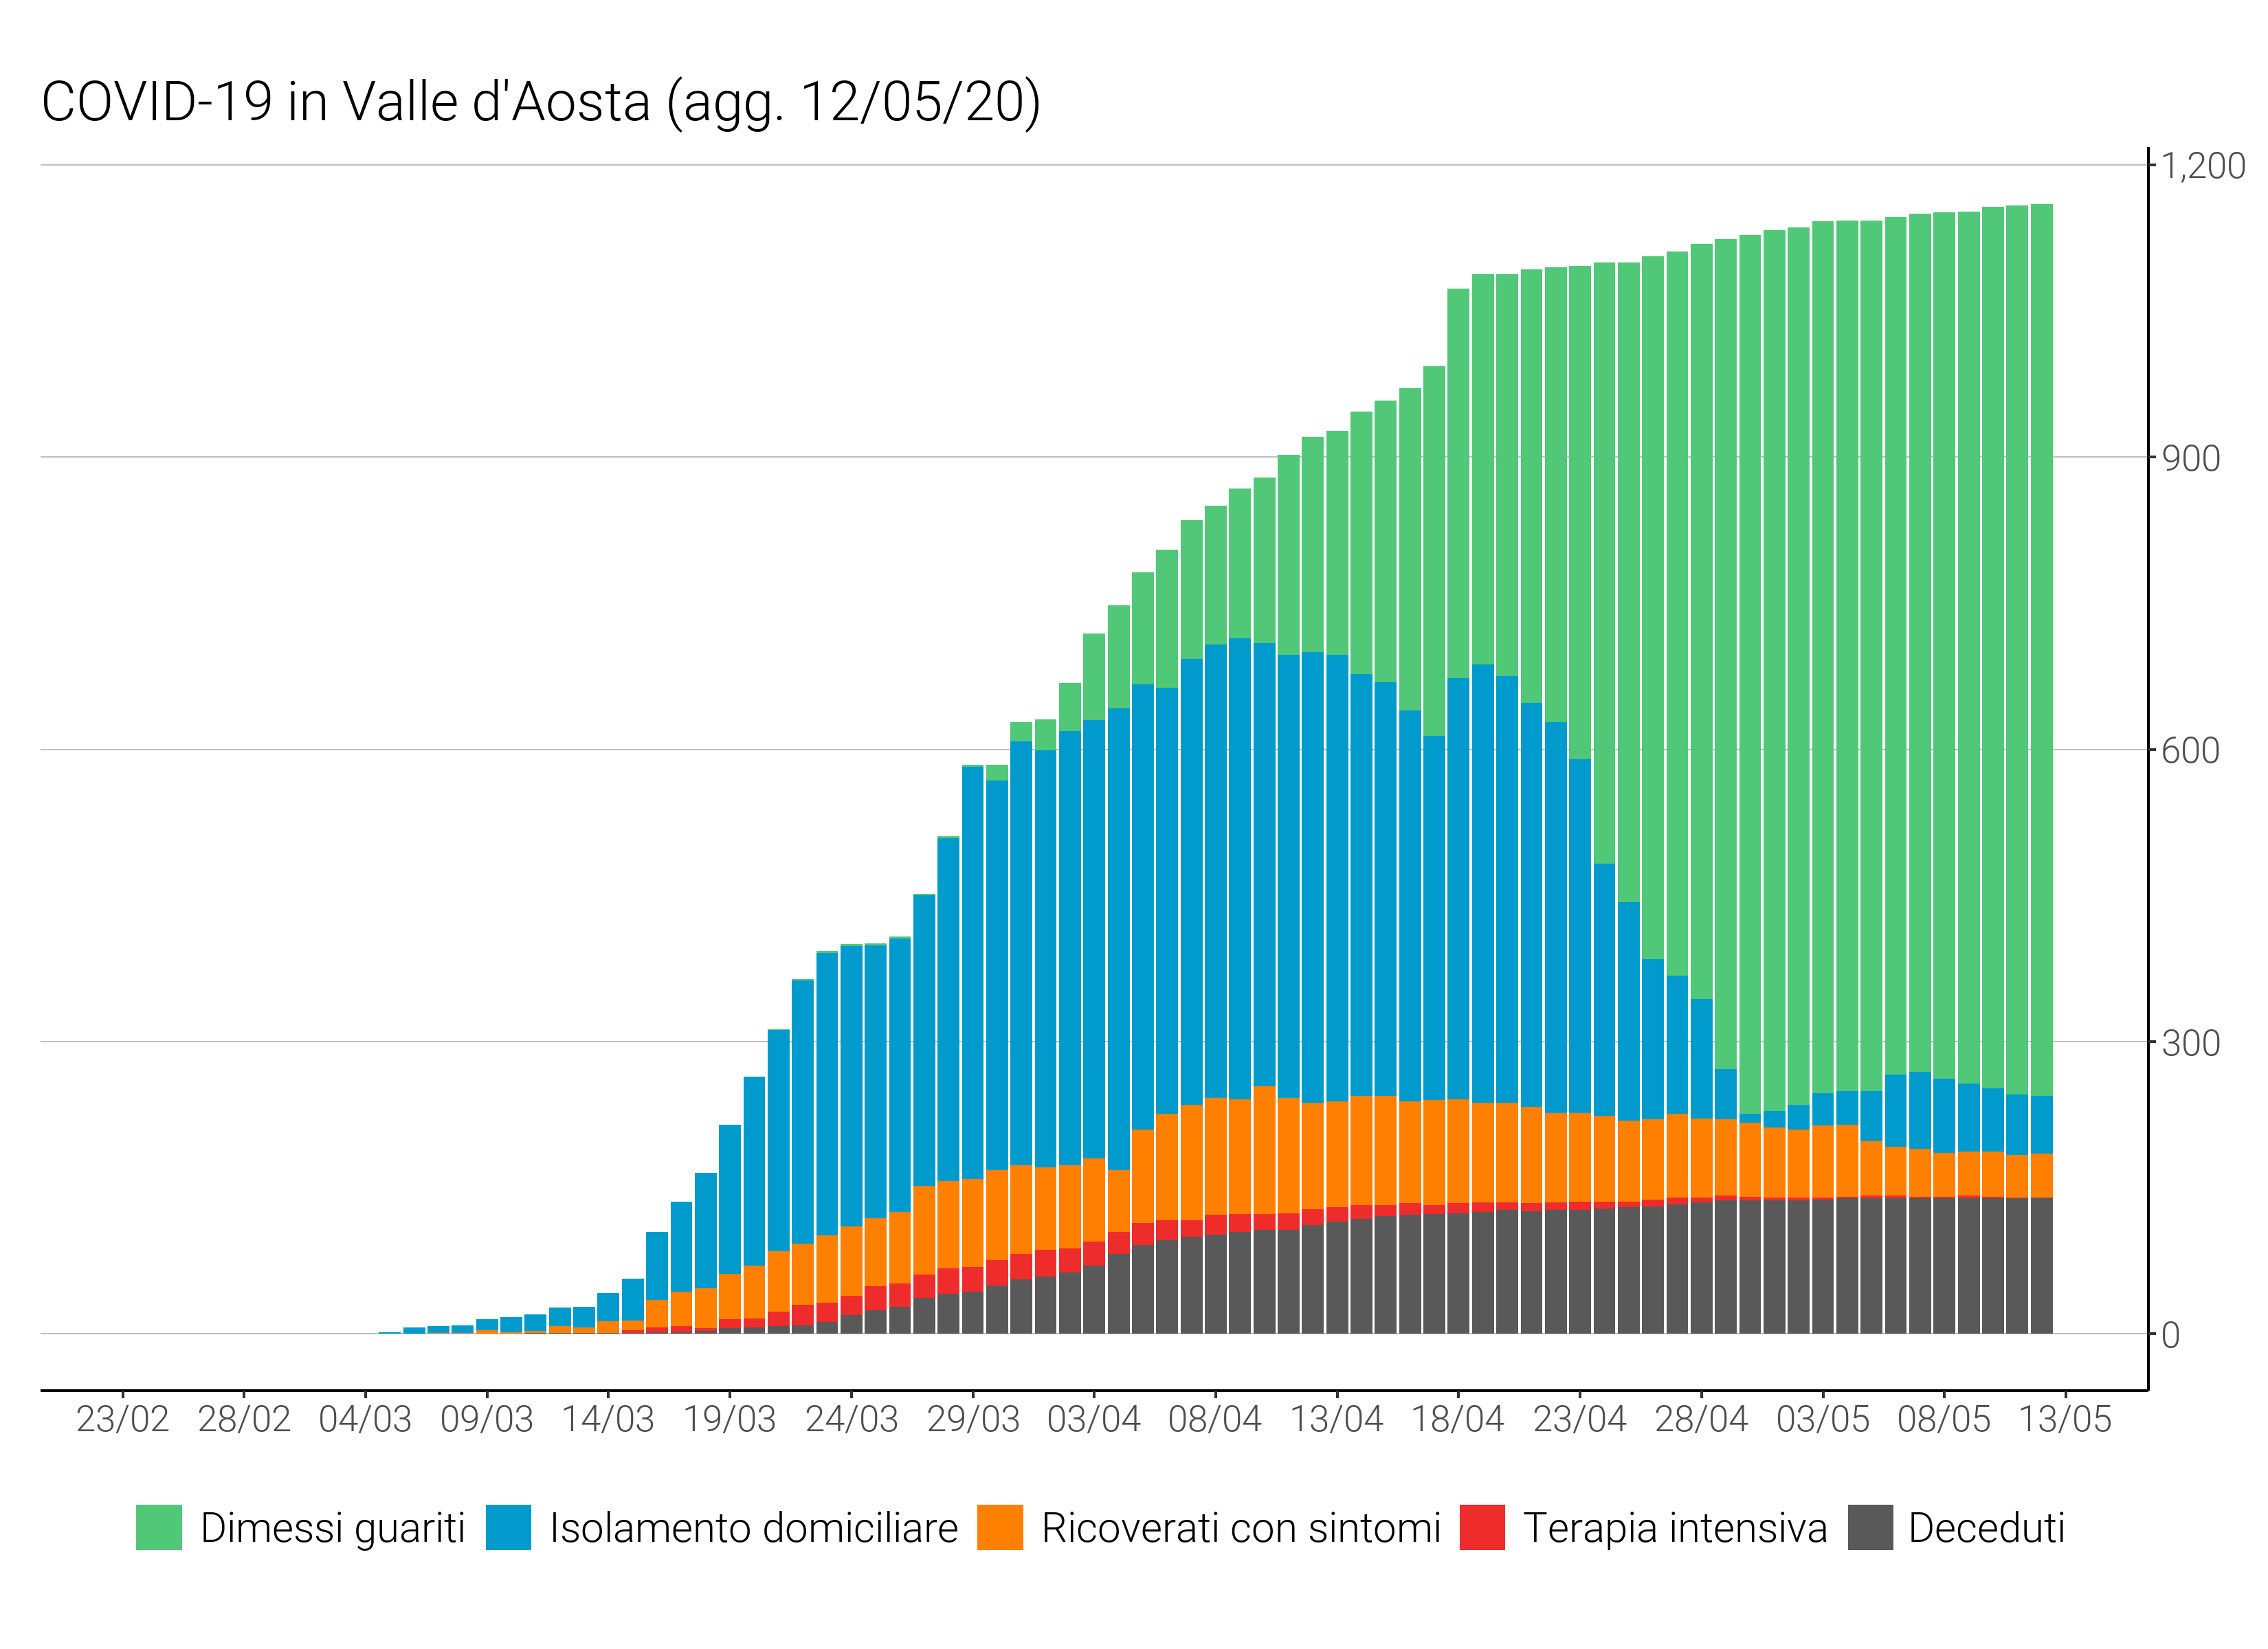 COVID-19 in Valle d'Aosta (agg. 12/05/20)
1,200
900
600
300
0
23/02 28/02 04/03 09/03 14/03 19/03 24/03 29/03 03/04 08/04 13/04 18/04 23/04 28/04 03/05 08/05 13/05
Dimessi guariti Isolamento domiciliare Ricoverati con sintomi Terapia intensiva Deceduti